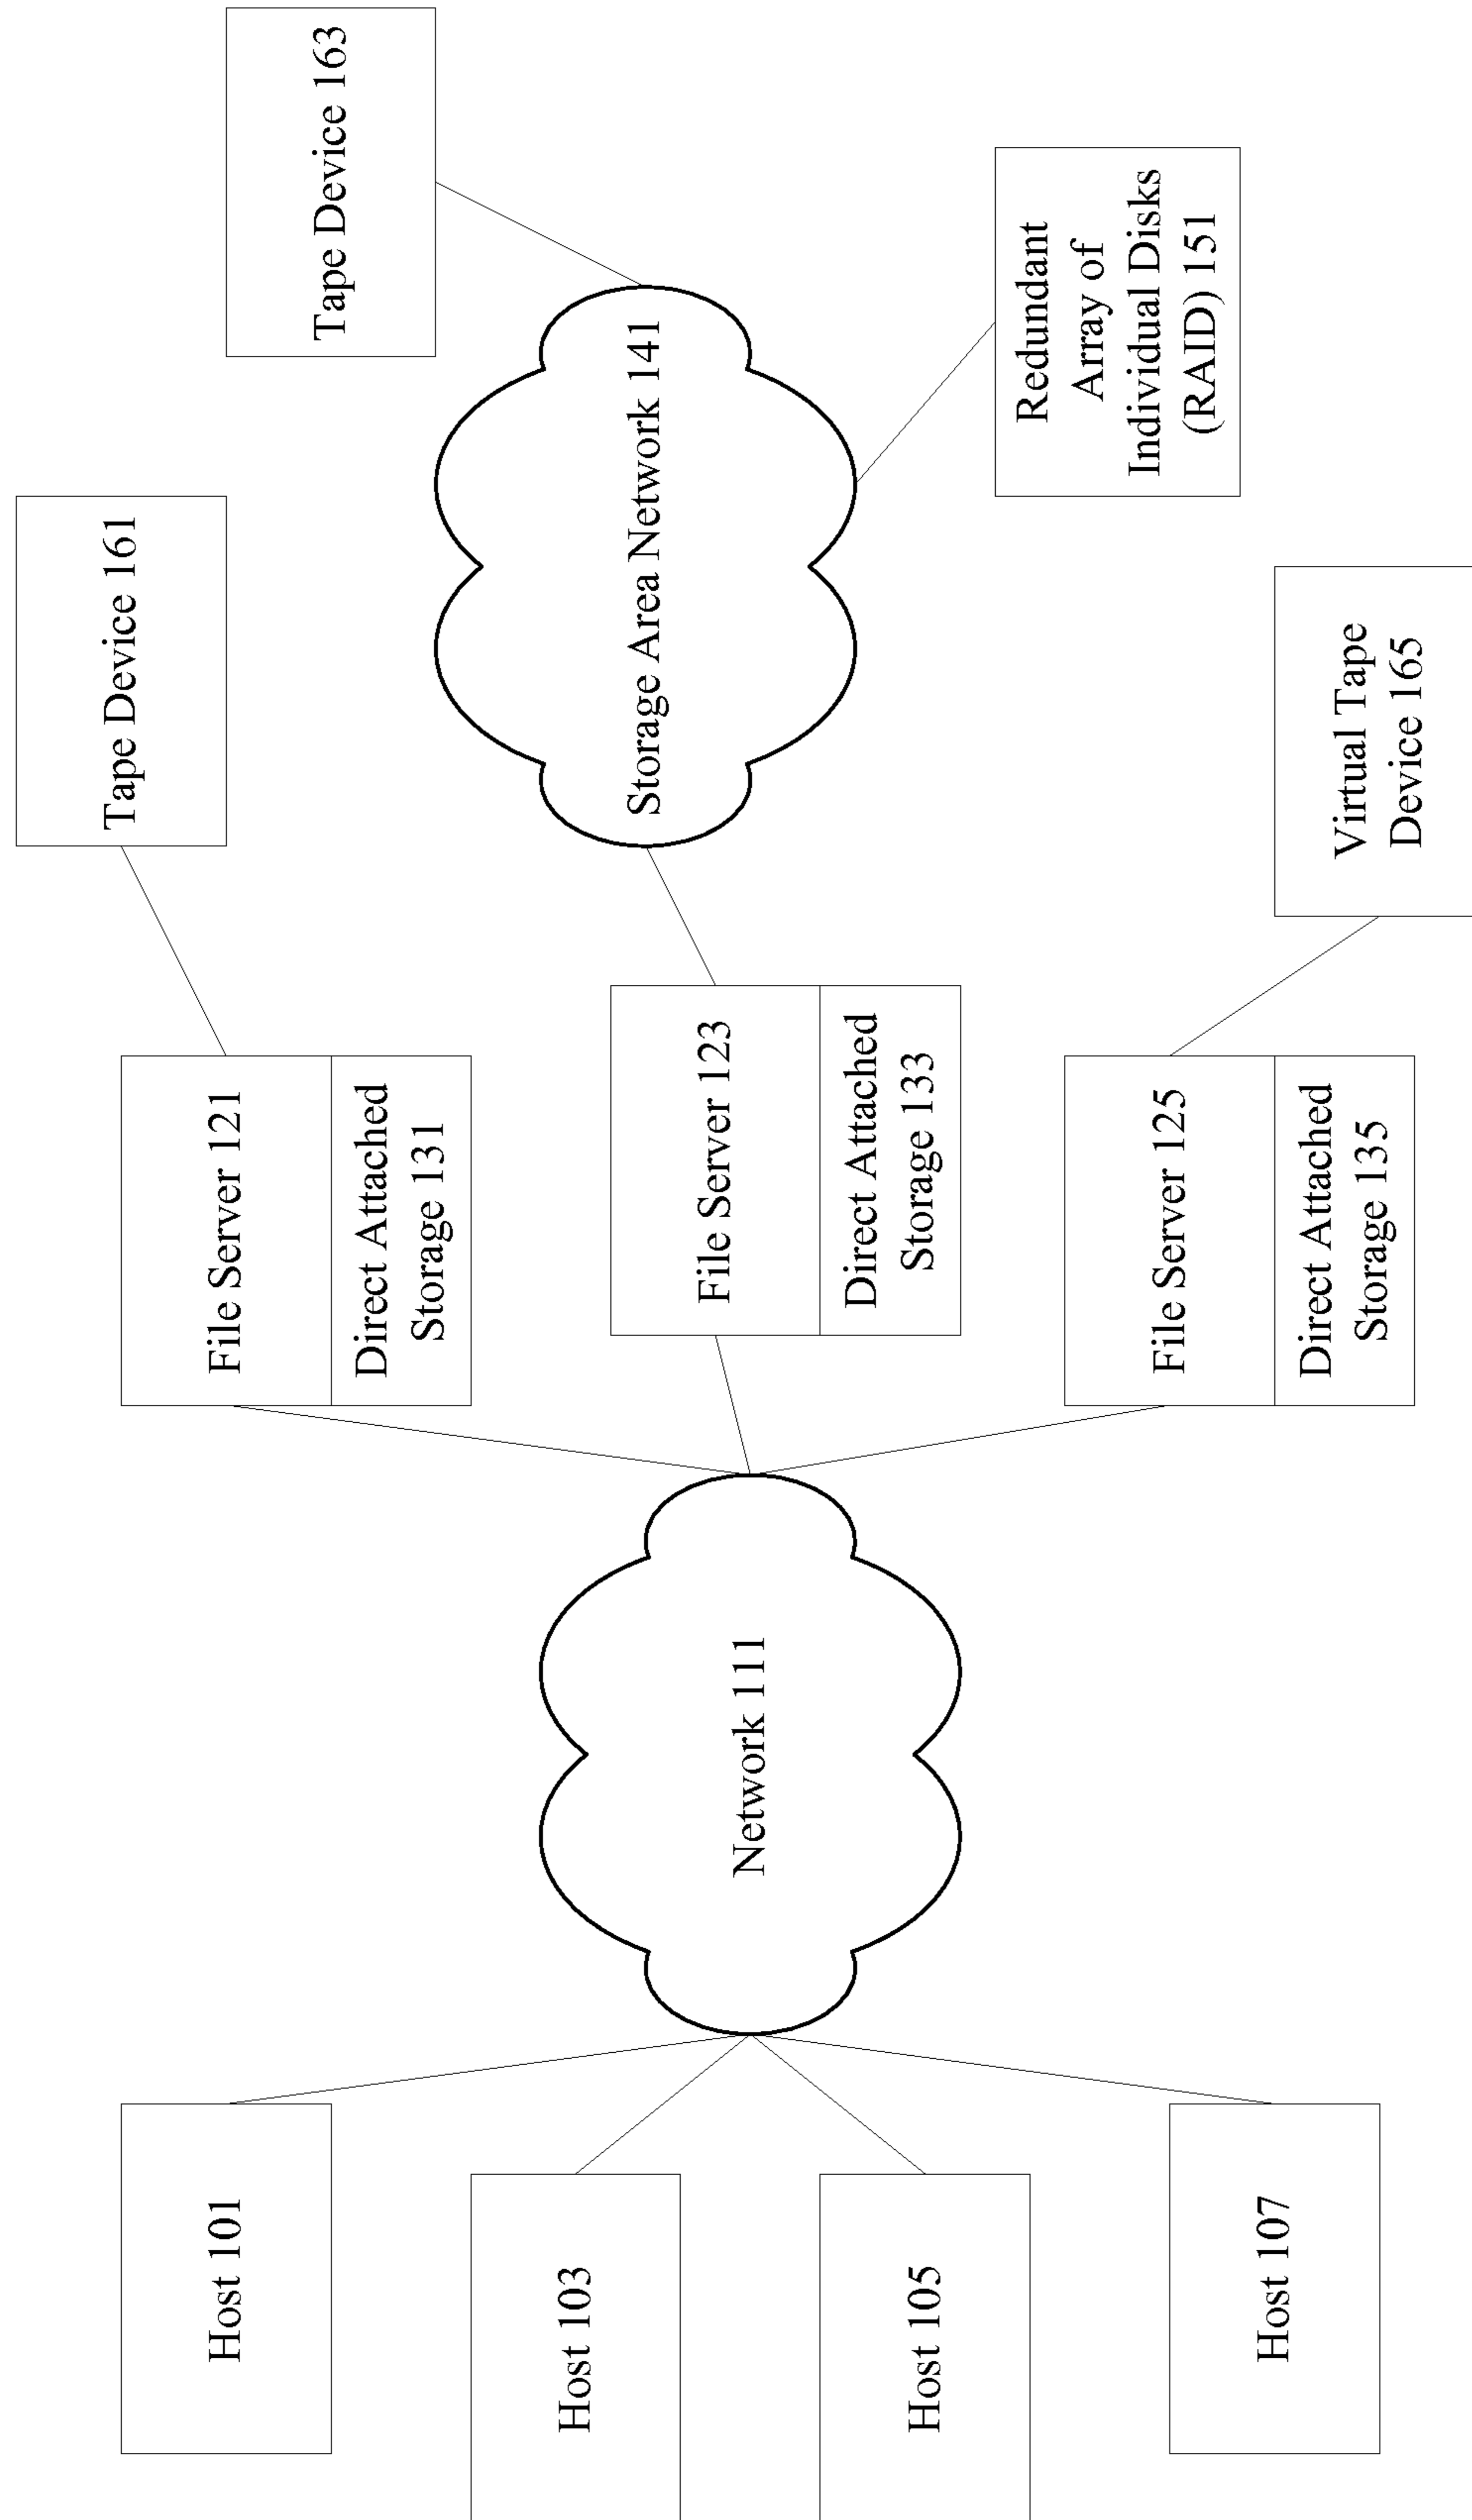 Host 101
Host 103
Host 105
Host 107
Network 111
File Server 121
Direct Attached
Storage 131
File Server 123
Direct Attached
Storage 133
File Server 125
Direct Attached
Storage 135
Tape Device 161
Storage Area Network 141
Virtual Tape
Device 165
Tape Device 163
Redundant
Array of
Individual Disks
(RAID) 151